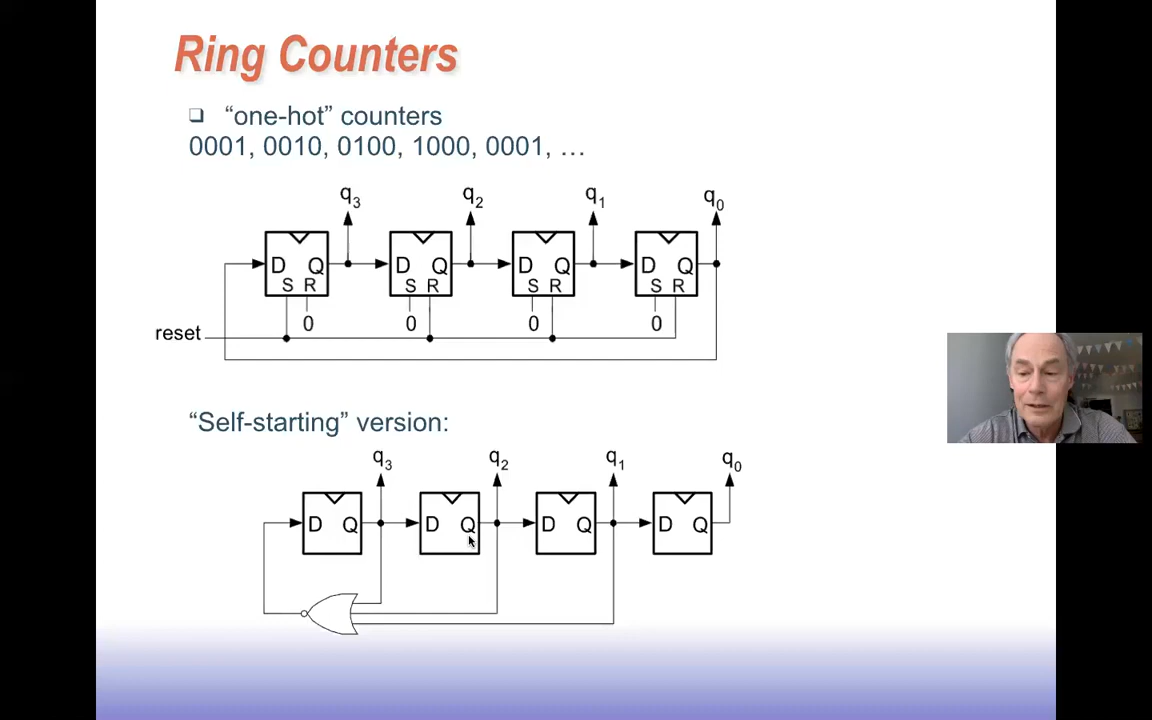 Ring Counters
❑ “one-hot” counters
0001, 0010, 0100, 1000, 0001, …
q3 q2 q1 q0
D Q D Q D Q D Q
S R S R S R S R
0 0 0 0
reset
“Self-starting” version:
q3 q2 q1 q0
D Q D Q D Q D Q